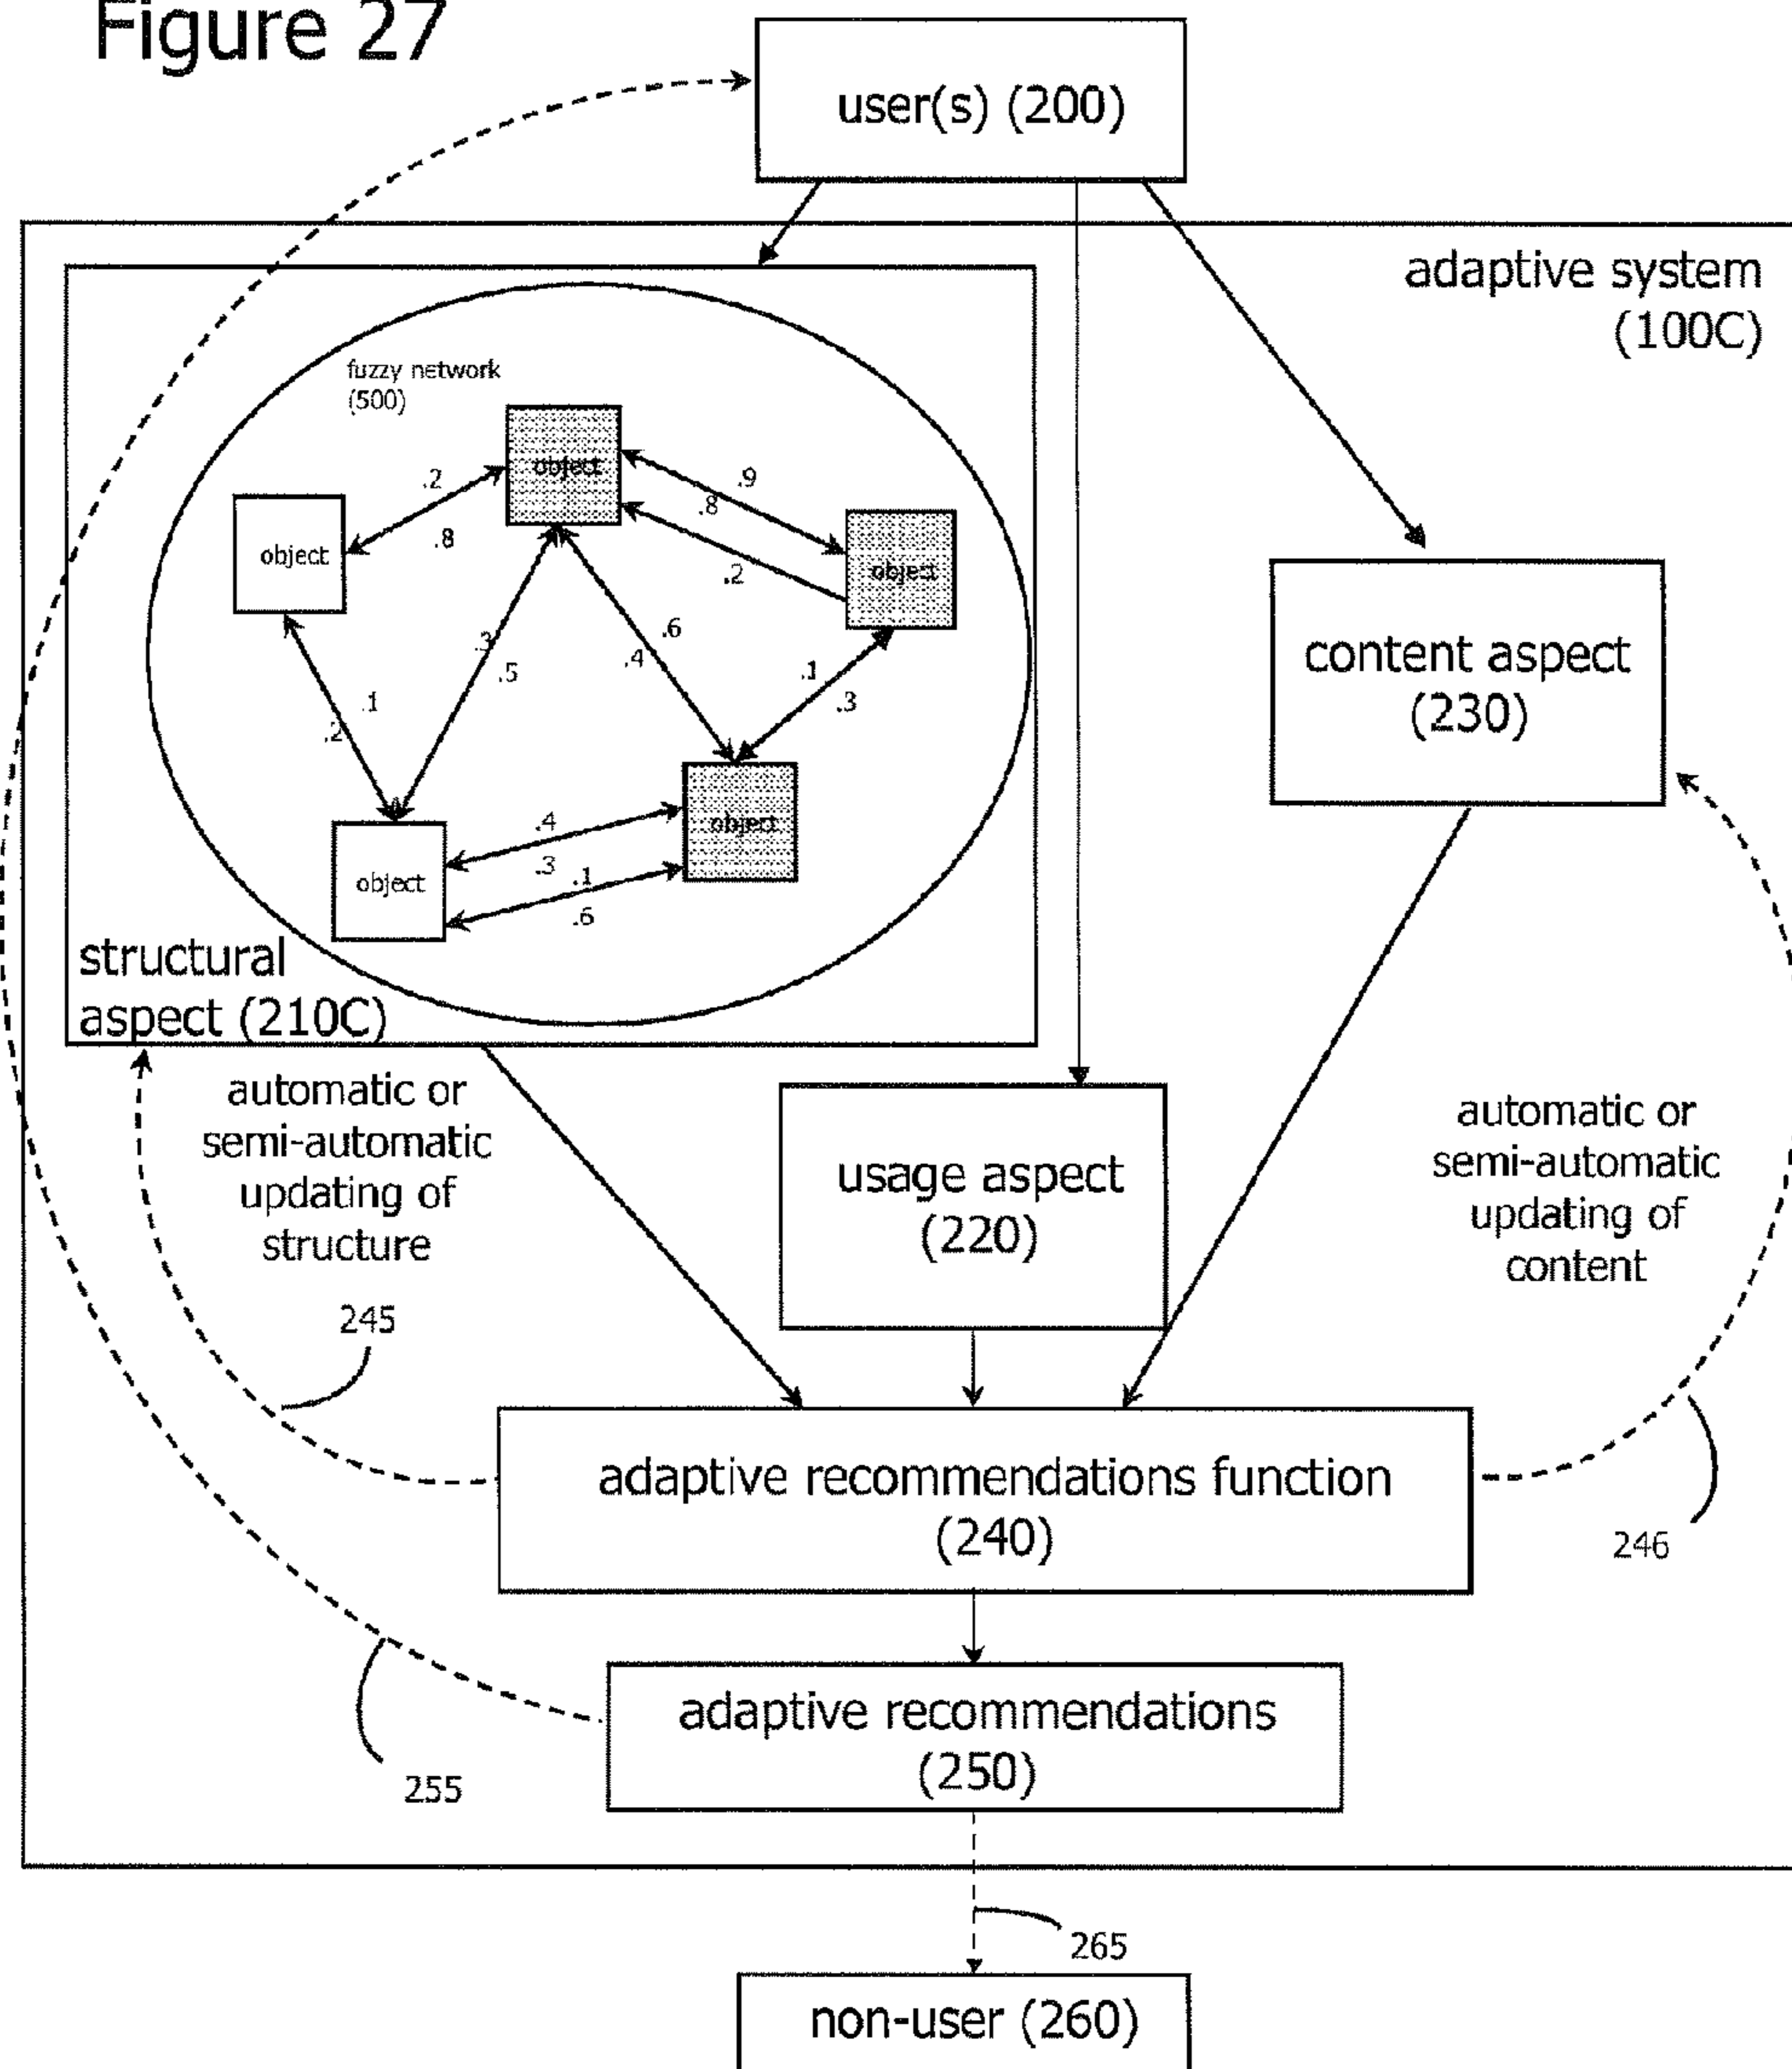 Figure 27
user(s) (200)
adaptive system
(100C)
fuzzy network
(500)
object
.2
.8
.9
.8
.2
object
object
.3
.5
.6
.4
.1
.3
.1
.2
object
.4
.3
.1
.6
object
structural
aspect (210C)
content aspect
(230)
automatic or
semi-automatic
updating of
structure
usage aspect
(220)
automatic or
semi-automatic
updating of
content
245
adaptive recommendations function
(240)
246
adaptive recommendations
(250)
255
265
non-user (260)